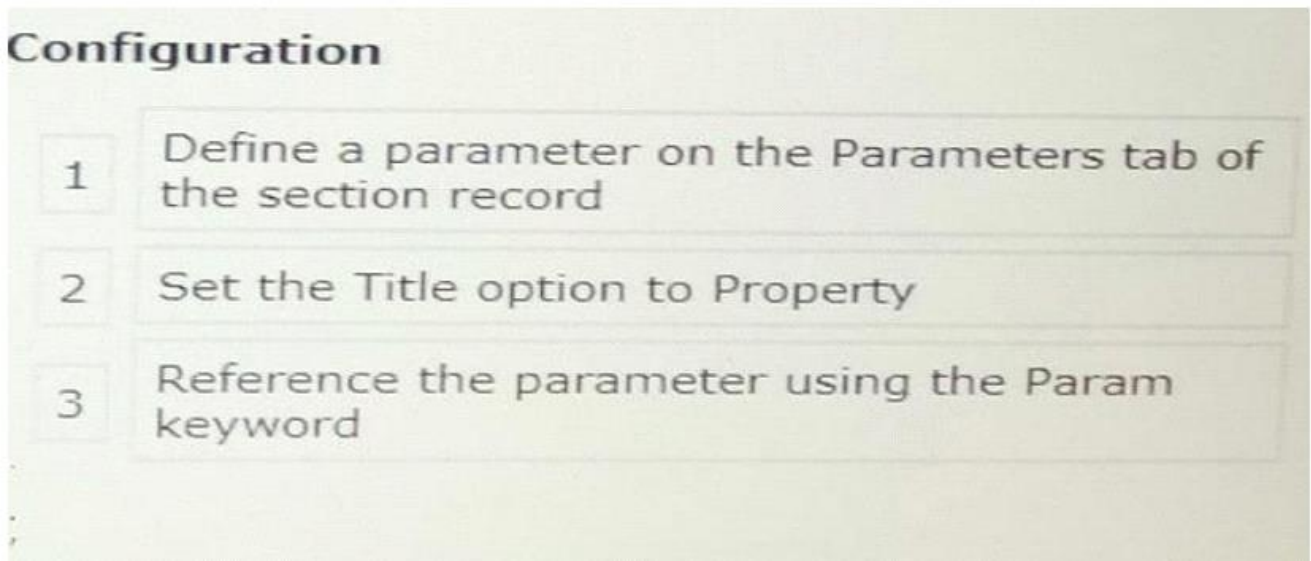 Configuration
1
Define a parameter on the Parameters tab of
the section record
2
Set the Title option to Property
3
Reference the parameter using the Param
keyword
;